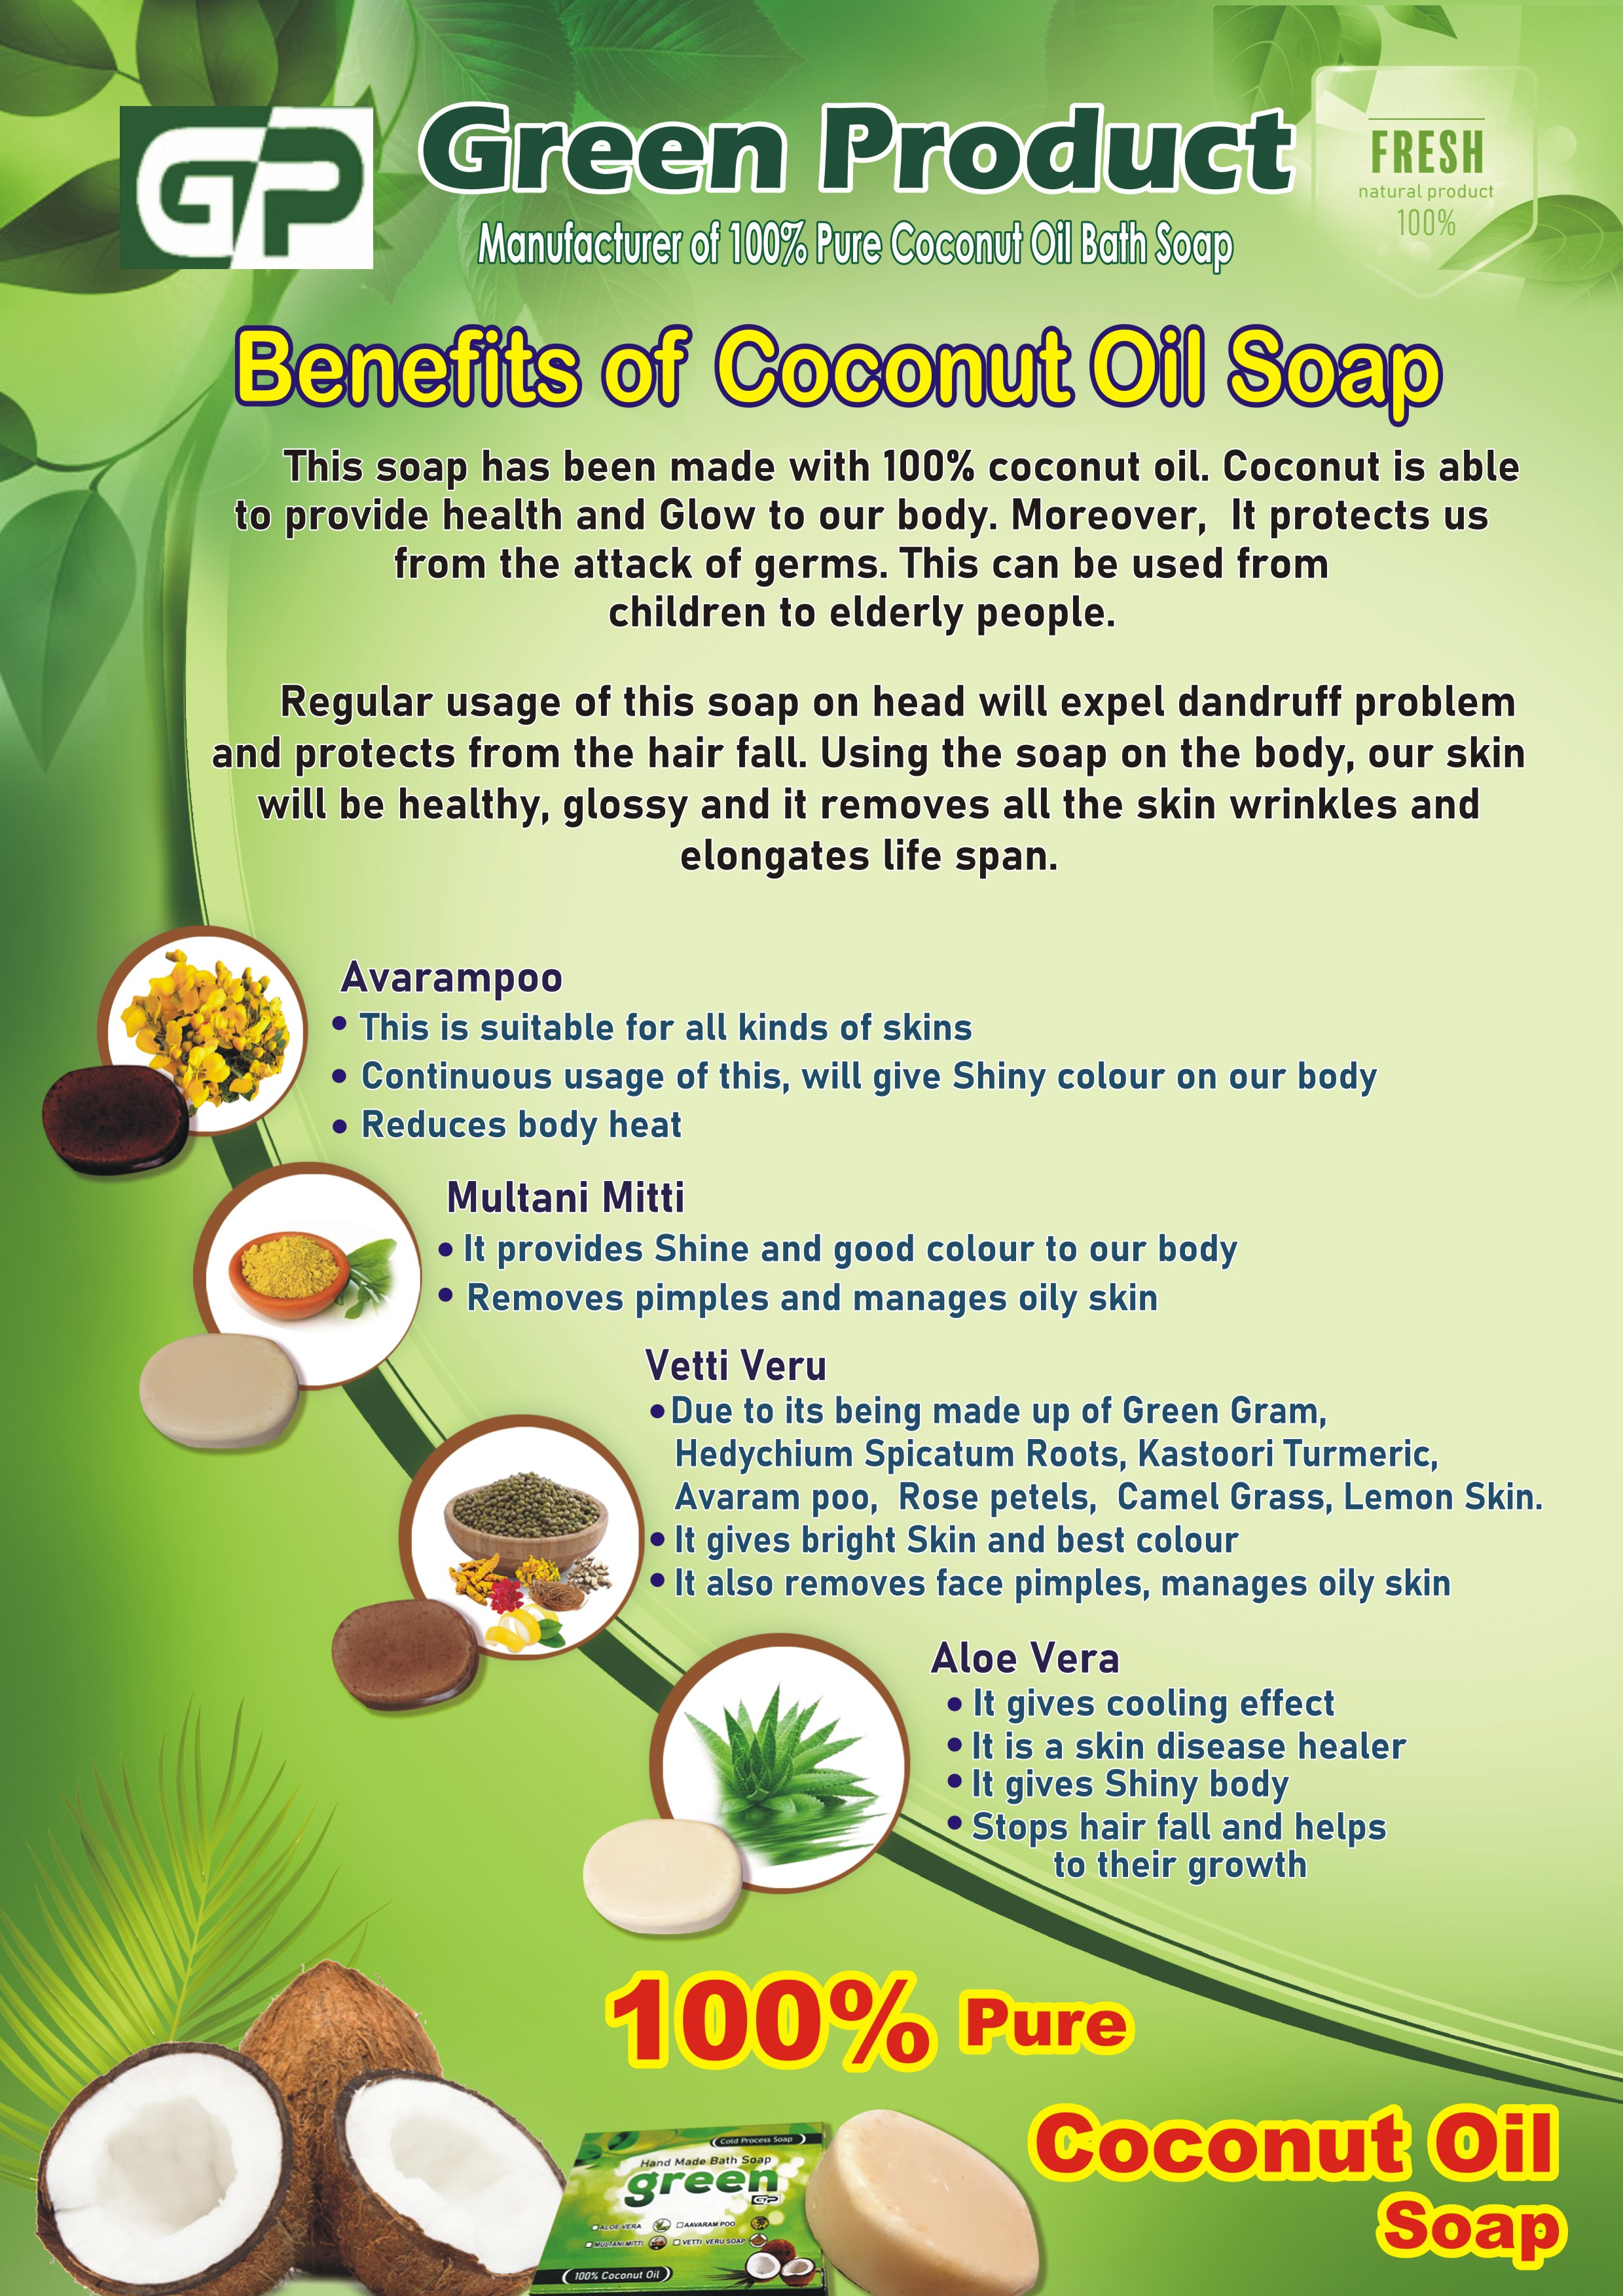 GP
Green Product
Manufacturer of 100% Pure Coconut Oil Bath Soap
FRESH
natural product
100%
Benefits of Coconut Oil Soap
This soap has been made with 100% coconut oil. Coconut is able
to provide health and Glow to our body. Moreover, It protects us
from the attack of germs. This can be used from
children to elderly people.
Regular usage of this soap on head will expel dandruff problem
and protects from the hair fall. Using the soap on the body, our skin
will be healthy, glossy and it removes all the skin wrinkles and
elongates life span.
Avarampoo
• This is suitable for all kinds of skins
• Continuous usage of this, will give Shiny colour on our body
• Reduces body heat
Multani Mitti
• It provides Shine and good colour to our body
• Removes pimples and manages oily skin
Vetti Veru
• Due to its being made up of Green Gram,
Hedychium Spicatum Roots, Kastoori Turmeric,
Avaram poo, Rose petels, Camel Grass, Lemon Skin.
• It gives bright Skin and best colour
• It also removes face pimples, manages oily skin
Aloe Vera
• It gives cooling effect
• It is a skin disease healer
• It gives Shiny body
• Stops hair fall and helps
to their growth
100% Pure
Coconut Oil
Soap
Cold Process Soap
Hand Made Bath Soap
green
GP
ALOE VERA AAVARAM POO
MULTANI MITTI VETTI VERU SOAP
100% Coconut Oil